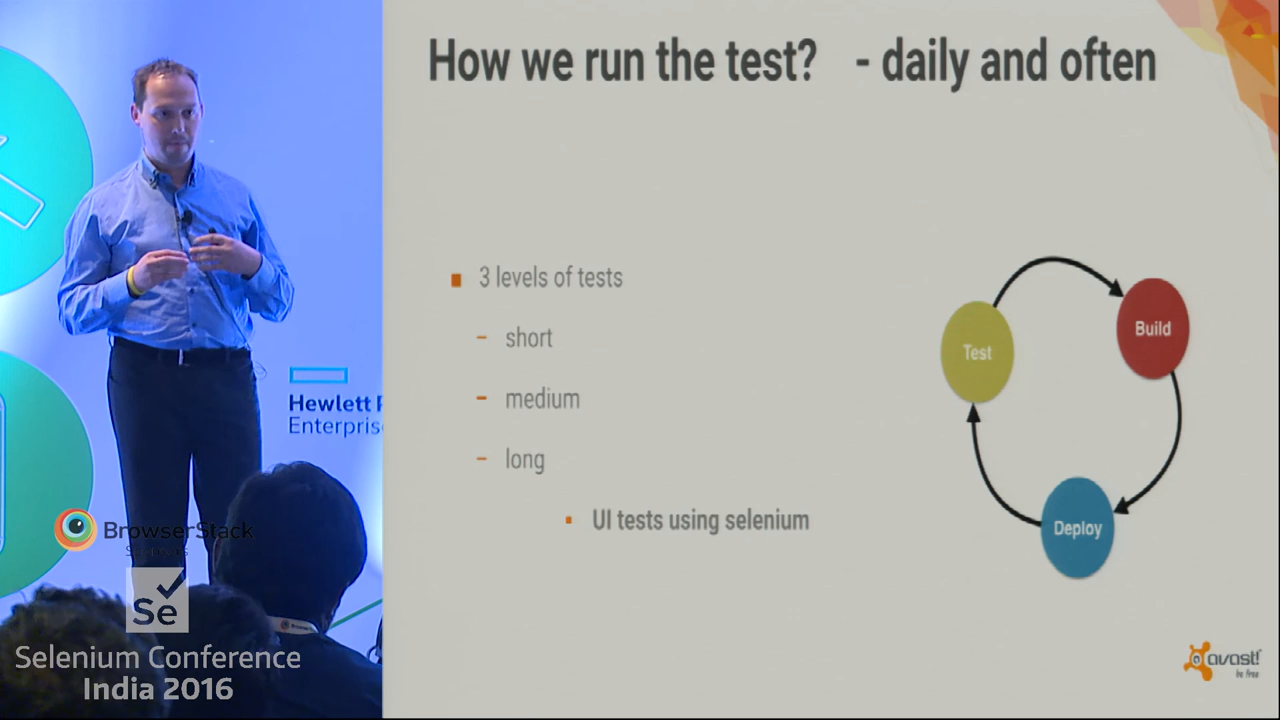 How we run the test? - daily and often
3 levels of tests
short
medium
long
UI tests using selenium
Test
Build
Deploy
avast!
be free
Hewlett
Enterprise
BrowserStack
Se
Selenium Conference
India 2016